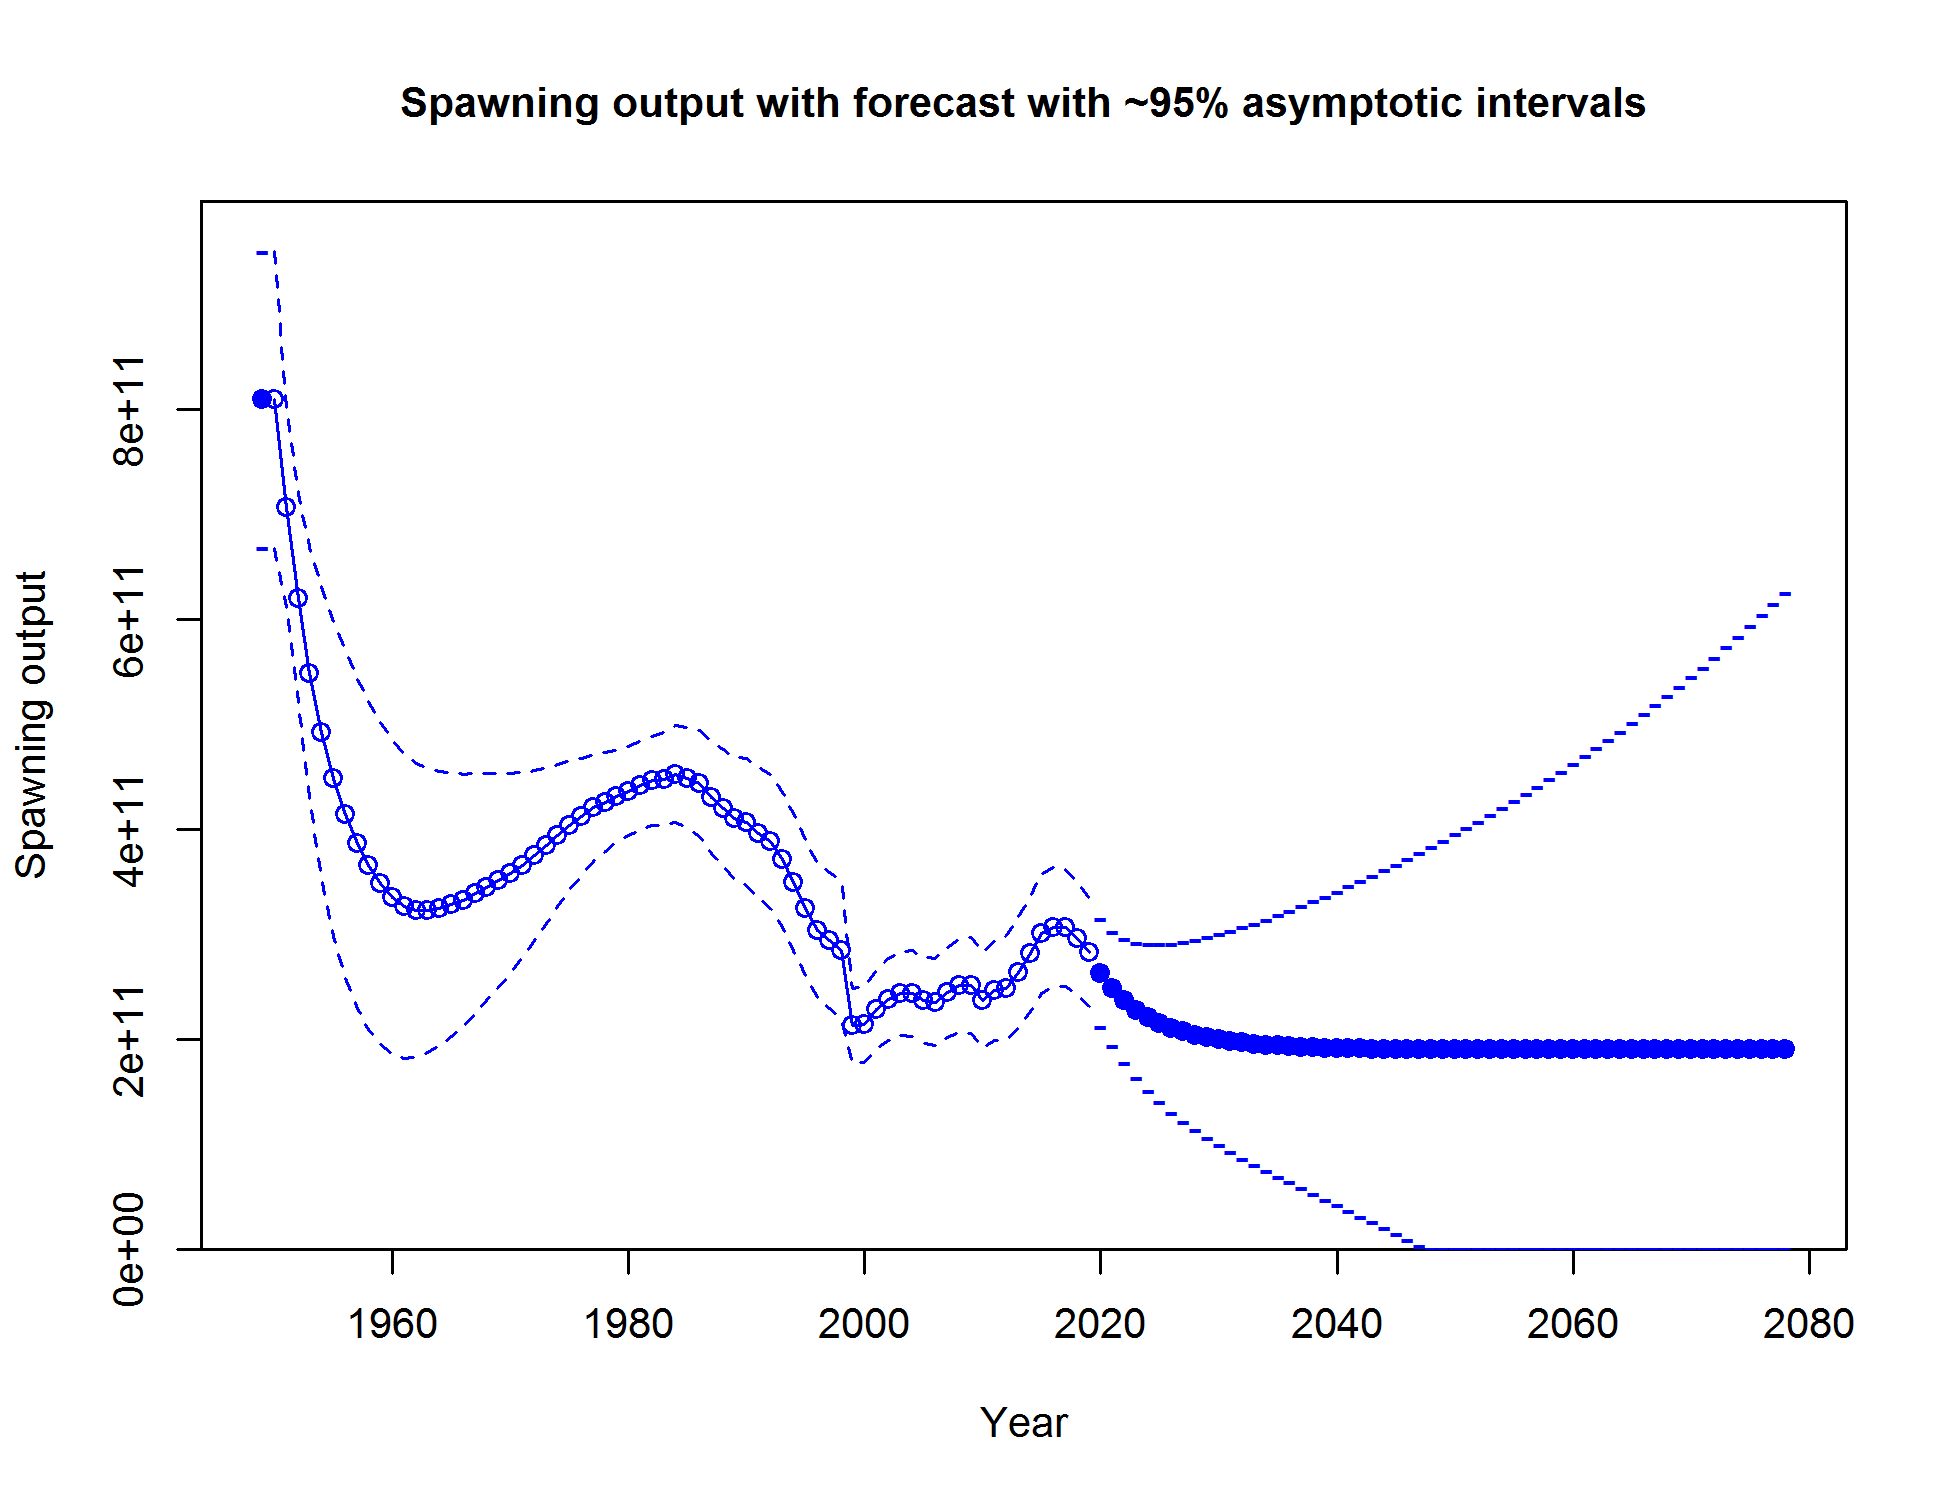 Spawning output with forecast with ~95% asymptotic intervals
Spawning output
8e+11
6e+11
4e+11
2e+11
0e+00
1960 1980 2000 2020 2040 2060 2080
Year